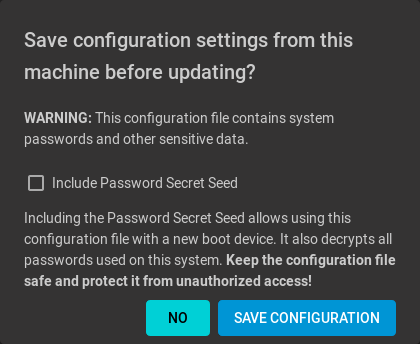 Save configuration settings from this
machine before updating?
WARNING: This configuration file contains system
passwords and other sensitive data.
Include Password Secret Seed
Including the Password Secret Seed allows using this
configuration file with a new boot device. It also decrypts all
passwords used on this system. Keep the configuration file
safe and protect it from unauthorized access!
NO
SAVE CONFIGURATION